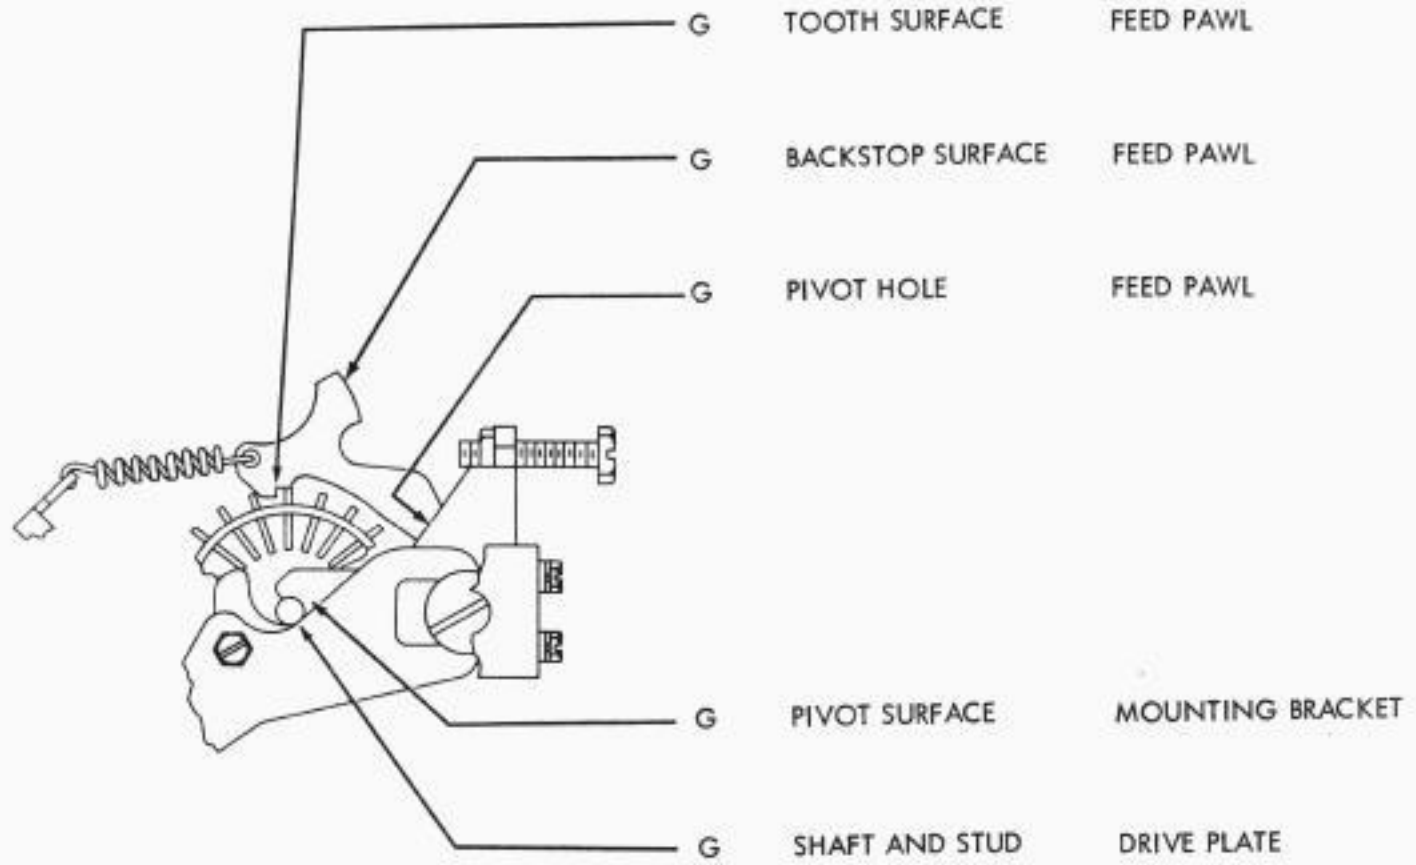 G TOOTH SURFACE FEED PAWL
G BACKSTOP SURFACE FEED PAWL
G PIVOT HOLE FEED PAWL
G PIVOT SURFACE MOUNTING BRACKET
G SHAFT AND STUD DRIVE PLATE